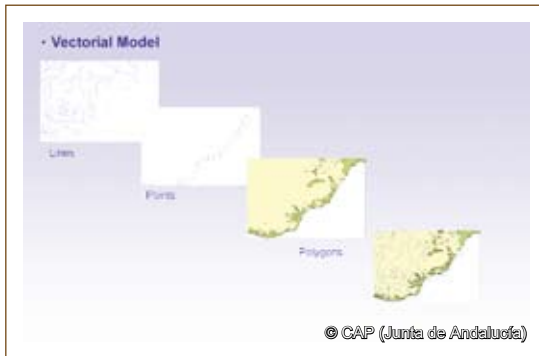 · Vectorial Model
Lines
Points
Polygons
© CAP (Junta de Andalucía)